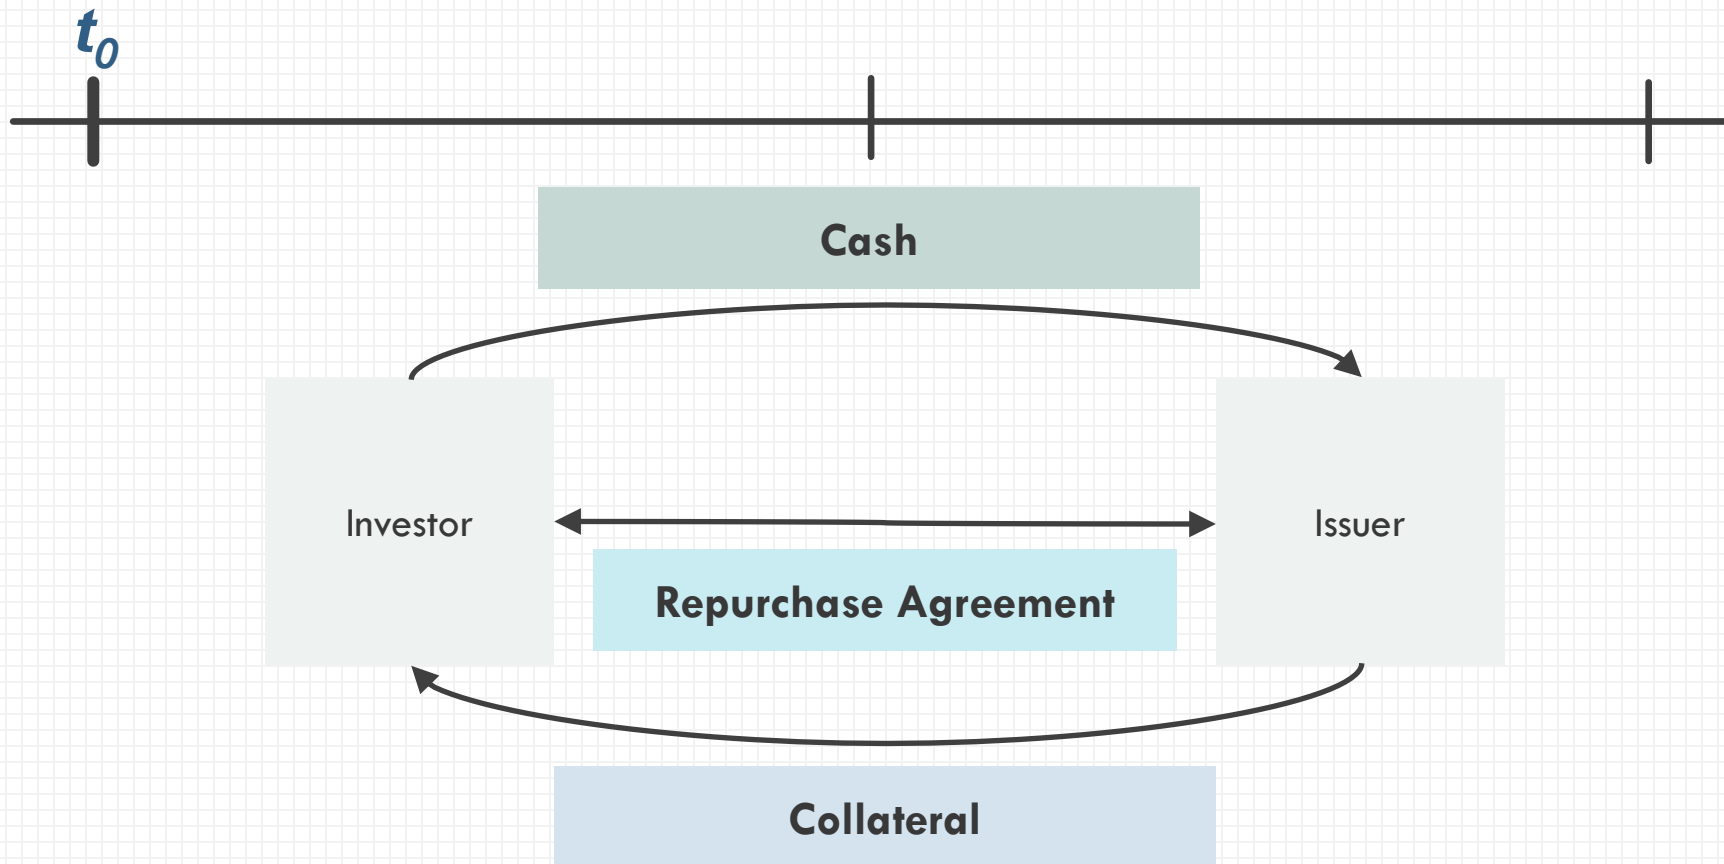 t0
Cash
Investor
Issuer
Repurchase Agreement
Collateral